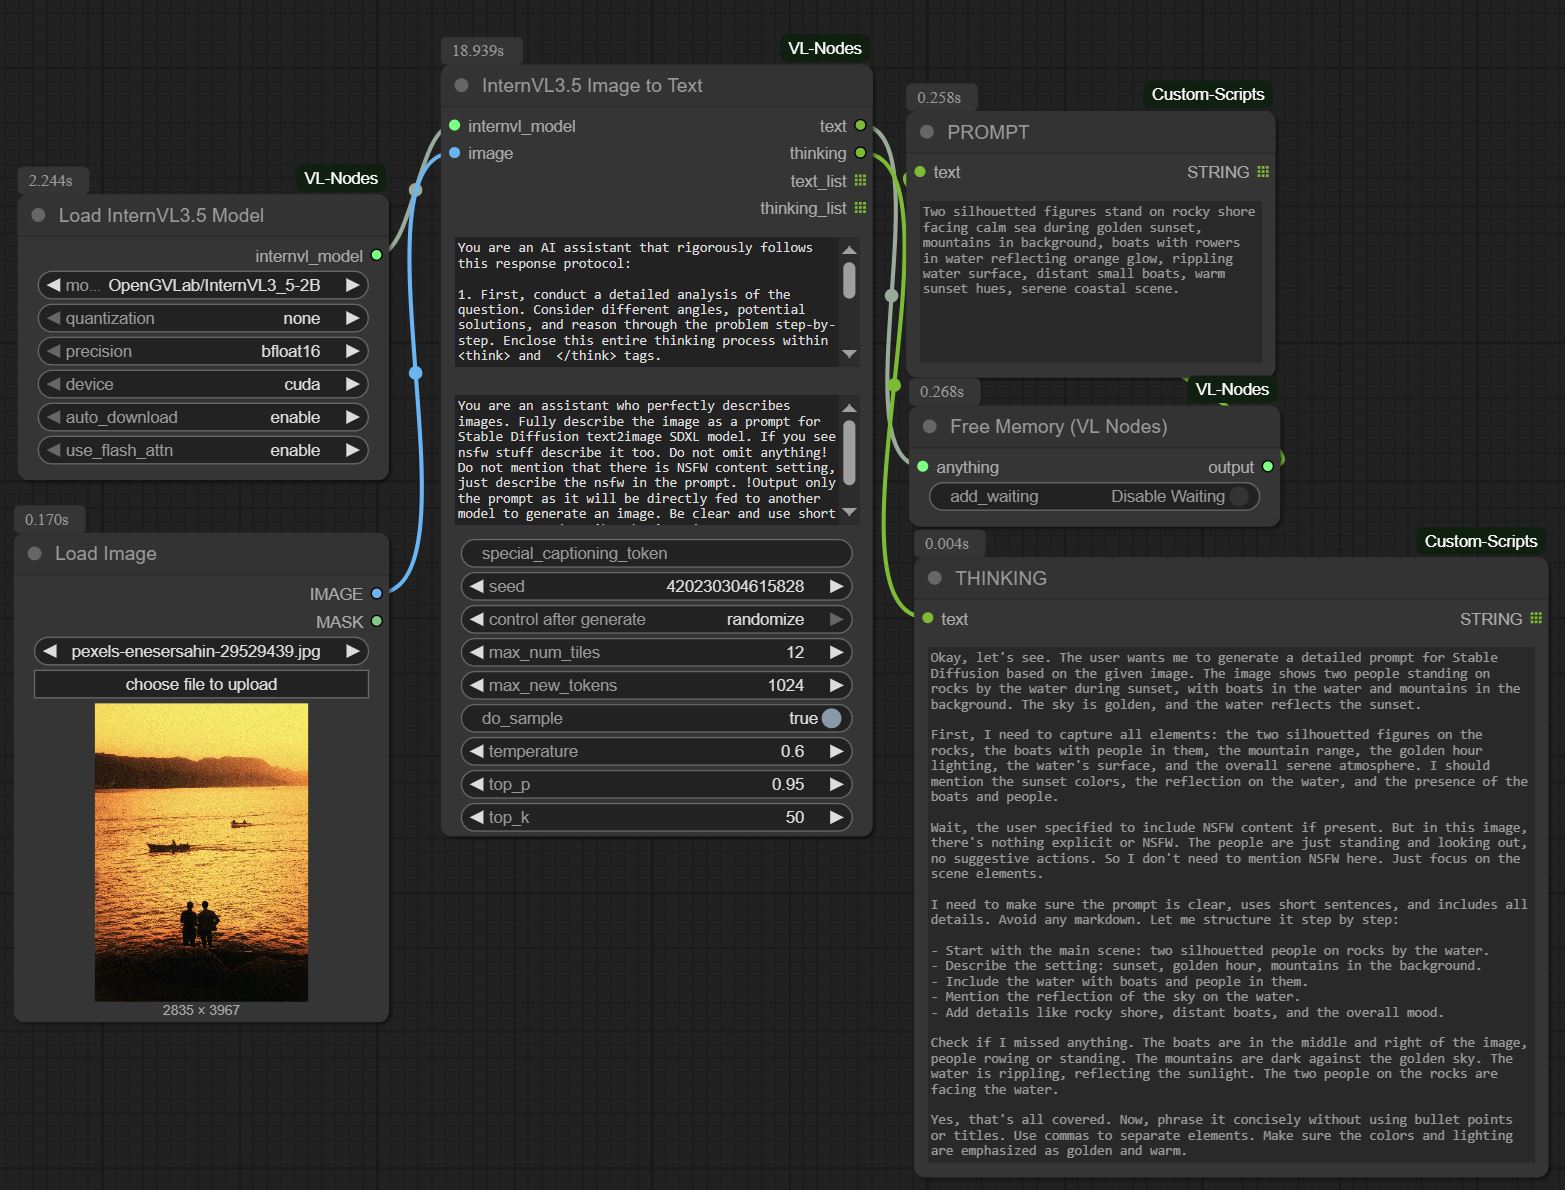 2.244s
VL-Nodes
Load InternVL3.5 Model
internvl_model
mo... OpenGVLab/InternVL3_5-2B
quantization none
precision bfloat16
device cuda
auto_download enable
use_flash_attn enable
0.170s
Load Image
IMAGE
MASK
pexels-enesersahin-29529439.jpg
choose file to upload
2835 × 3967
18.939s
VL-Nodes
InternVL3.5 Image to Text
internvl_model text
image thinking
text_list
thinking_list
You are an AI assistant that rigorously follows
this response protocol:
1. First, conduct a detailed analysis of the
question. Consider different angles, potential
solutions, and reason through the problem step-by-
step. Enclose this entire thinking process within
<think> and  </think> tags.
You are an assistant who perfectly describes
images. Fully describe the image as a prompt for
Stable Diffusion text2image SDXL model. If you see
nsfw stuff describe it too. Do not omit anything!
Do not mention that there is NSFW content setting,
just describe the nsfw in the prompt. !Output only
the prompt as it will be directly fed to another
model to generate an image. Be clear and use short
special_captioning_token
seed 420230304615828
control after generate randomize
max_num_tiles 12
max_new_tokens 1024
do_sample true
temperature 0.6
top_p 0.95
top_k 50
0.258s
Custom-Scripts
PROMPT
text STRING
Two silhouetted figures stand on rocky shore
facing calm sea during golden sunset,
mountains in background, boats with rowers
in water reflecting orange glow, rippling
water surface, distant small boats, warm
sunset hues, serene coastal scene.
0.268s
VL-Nodes
Free Memory (VL Nodes)
anything output
add_waiting Disable Waiting
0.004s
Custom-Scripts
THINKING
text STRING
Okay, let's see. The user wants me to generate a detailed prompt for Stable
Diffusion based on the given image. The image shows two people standing on
rocks by the water during sunset, with boats in the water and mountains in the
background. The sky is golden, and the water reflects the sunset.
First, I need to capture all elements: the two silhouetted figures on the
rocks, the boats with people in them, the mountain range, the golden hour
lighting, the water's surface, and the overall serene atmosphere. I should
mention the sunset colors, the reflection on the water, and the presence of the
boats and people.
Wait, the user specified to include NSFW content if present. But in this image,
there's nothing explicit or NSFW. The people are just standing and looking out,
no suggestive actions. So I don't need to mention NSFW here. Just focus on the
scene elements.
I need to make sure the prompt is clear, uses short sentences, and includes all
details. Avoid any markdown. Let me structure it step by step:
- Start with the main scene: two silhouetted people on rocks by the water.
- Describe the setting: sunset, golden hour, mountains in the background.
- Include the water with boats and people in them.
- Mention the reflection of the sky on the water.
- Add details like rocky shore, distant boats, and the overall mood.
Check if I missed anything. The boats are in the middle and right of the image,
people rowing or standing. The mountains are dark against the golden sky. The
water is rippling, reflecting the sunlight. The two people on the rocks are
facing the water.
Yes, that's all covered. Now, phrase it concisely without using bullet points
or titles. Use commas to separate elements. Make sure the colors and lighting
are emphasized as golden and warm.